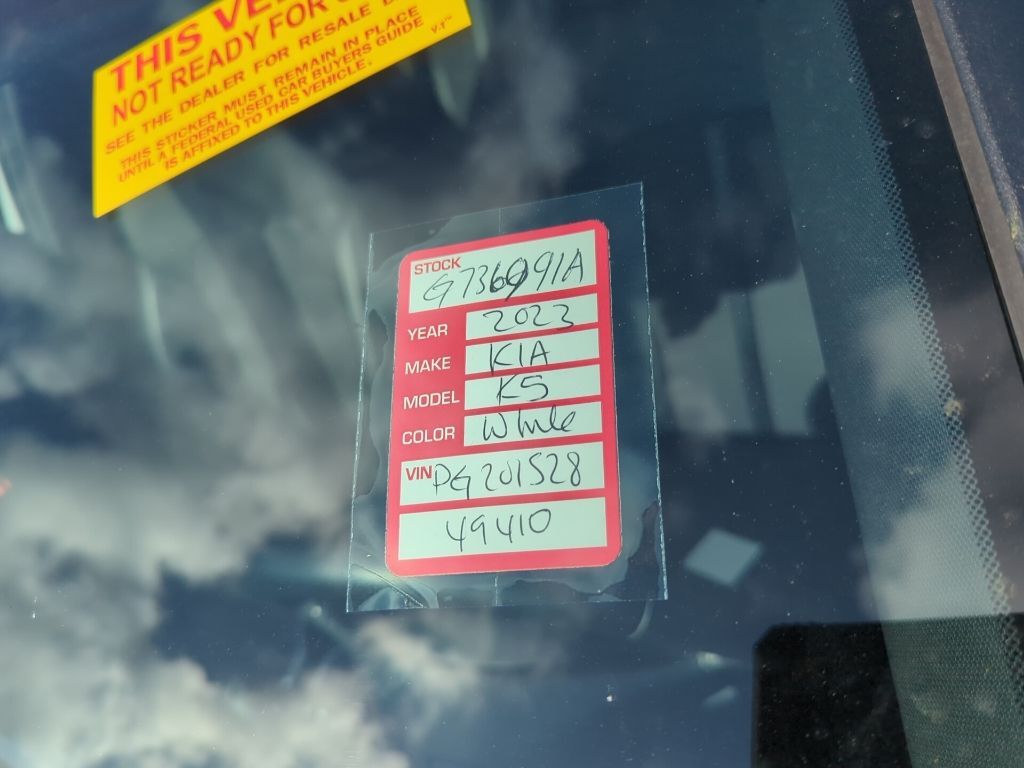 THIS
NOT READY FOR
SEE THE DEALER FOR RESALE
THIS STICKER MUST REMAIN IN PLACE
UNTIL A FEDERAL USED CAR BUYERS GUIDE
IS AFFIXED TO THIS VEHICLE.
STOCK
YEAR 2023
MAKE KIA
MODEL K5
COLOR White
VIN PG201528
49410